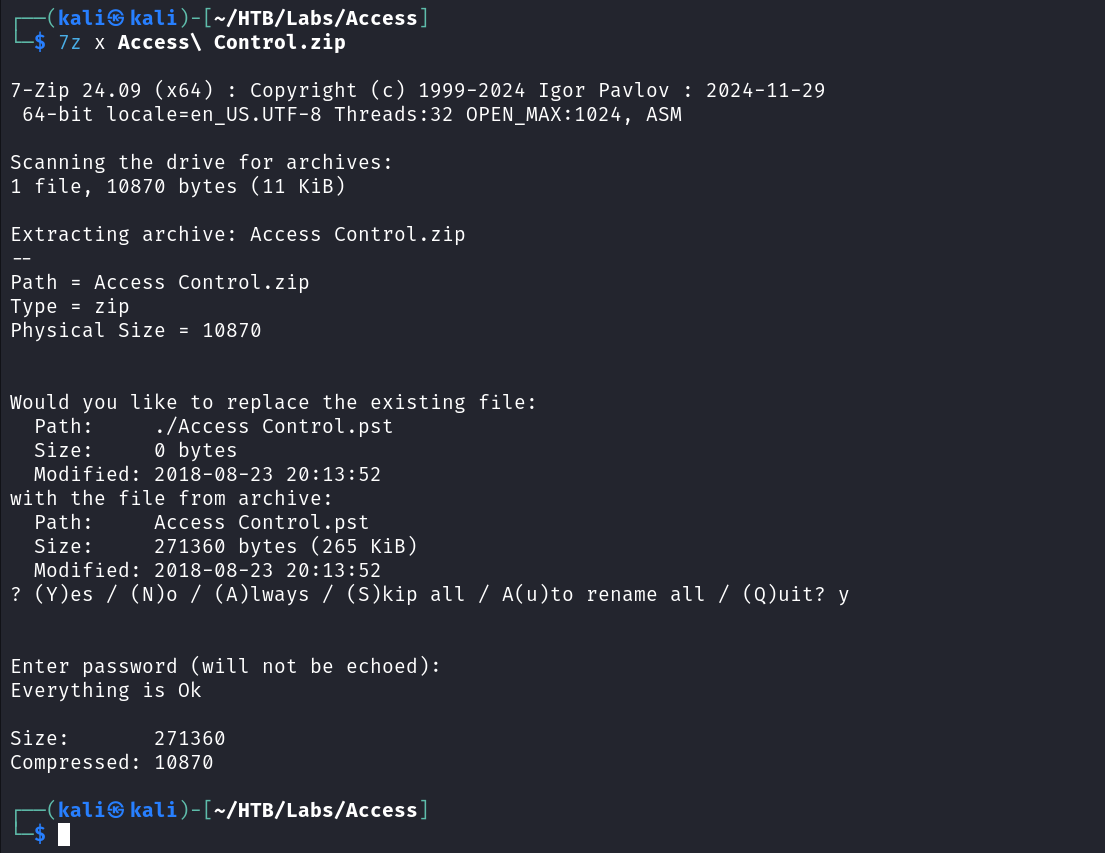 ┌──(kali㉿kali)-[~/HTB/Labs/Access]
└─$ 7z x Access\ Control.zip
7-Zip 24.09 (x64) : Copyright (c) 1999-2024 Igor Pavlov : 2024-11-29
 64-bit locale=en_US.UTF-8 Threads:32 OPEN_MAX:1024, ASM
Scanning the drive for archives:
1 file, 10870 bytes (11 KiB)
Extracting archive: Access Control.zip
--
Path = Access Control.zip
Type = zip
Physical Size = 10870
Would you like to replace the existing file:
  Path:     ./Access Control.pst
  Size:     0 bytes
  Modified: 2018-08-23 20:13:52
with the file from archive:
  Path:     Access Control.pst
  Size:     271360 bytes (265 KiB)
  Modified: 2018-08-23 20:13:52
? (Y)es / (N)o / (A)lways / (S)kip all / A(u)to rename all / (Q)uit? y
Enter password (will not be echoed):
Everything is Ok
Size:       271360
Compressed: 10870
┌──(kali㉿kali)-[~/HTB/Labs/Access]
└─$